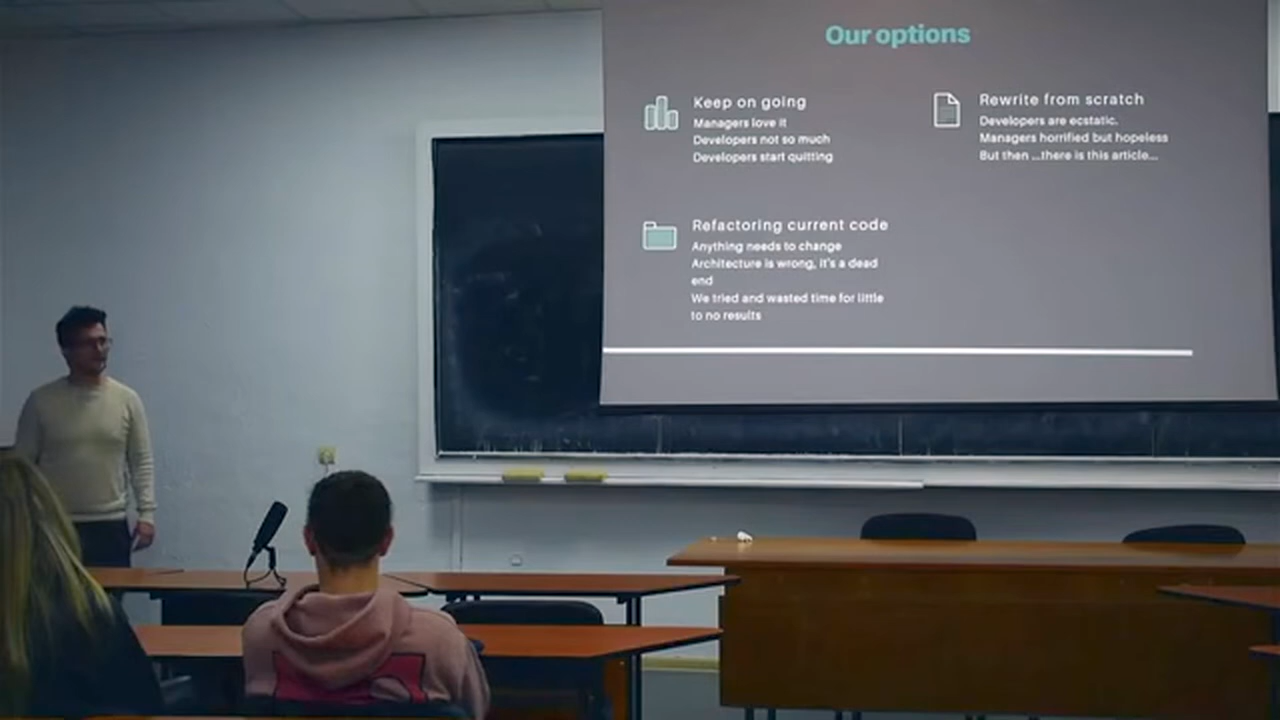 Our options
Keep on going
Managers love it
Developers not so much
Developers start quitting
Rewrite from scratch
Developers are ecstatic.
Managers horrified but hopeless
But then ...there is this article...
Refactoring current code
Anything needs to change
Architecture is wrong, it's a dead
end
We tried and wasted time for little
to no results